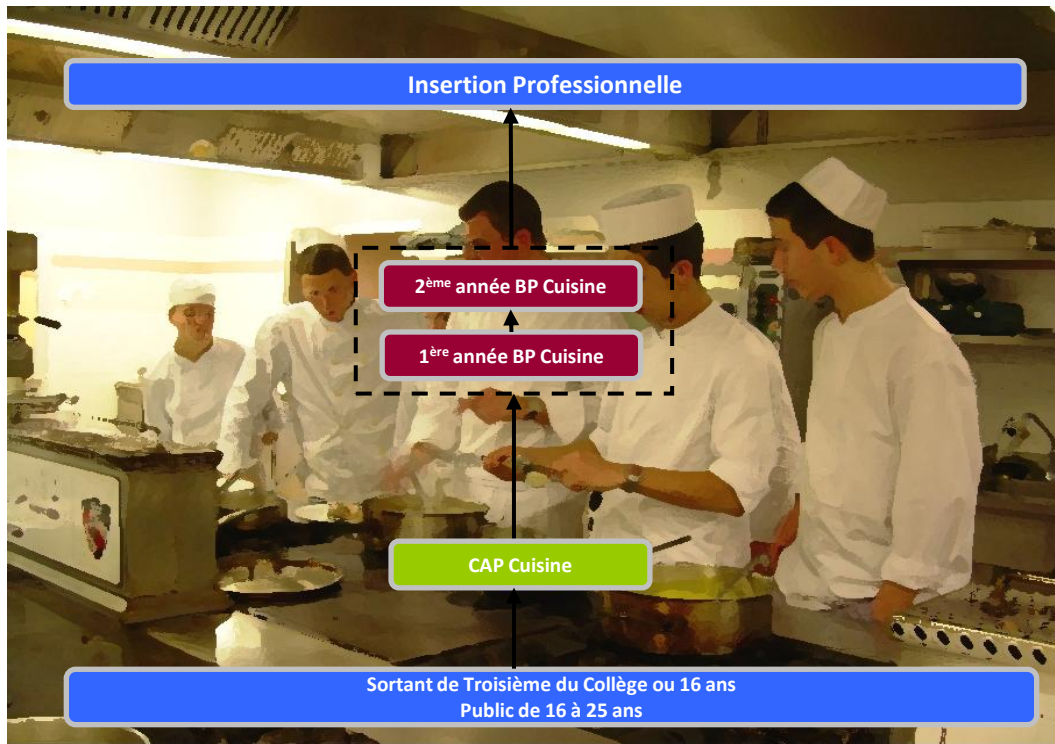 Insertion Professionnelle
2ème année BP Cuisine
1ère année BP Cuisine
CAP Cuisine
Sortant de Troisième du Collège ou 16 ans
Public de 16 à 25 ans